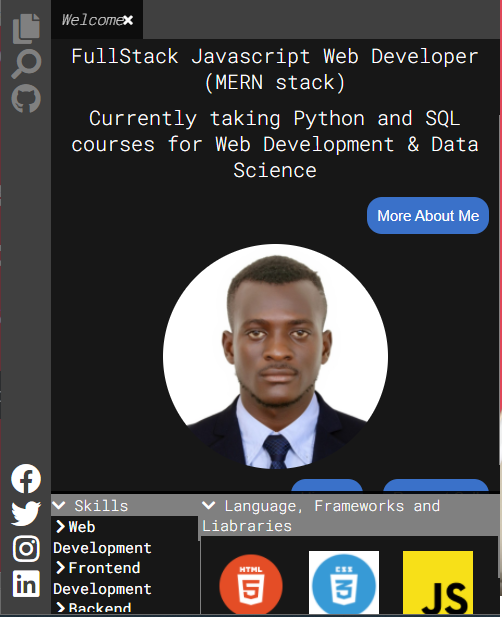 Welcome
FullStack Javascript Web Developer
(MERN stack)
Currently taking Python and SQL
courses for Web Development & Data
Science
More About Me
Skills
Web
Development
Frontend
Development
Backend
Language, Frameworks and
Liabraries
HTML
5
CSS
3
JS